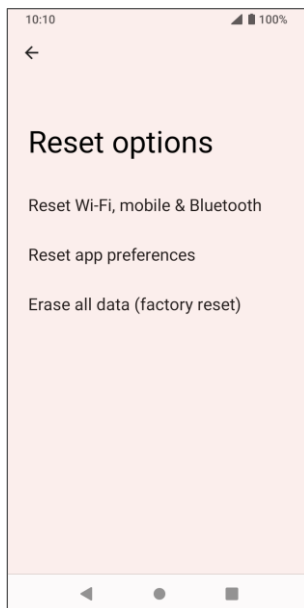 10:10 100%
Reset options
Reset Wi-Fi, mobile & Bluetooth
Reset app preferences
Erase all data (factory reset)